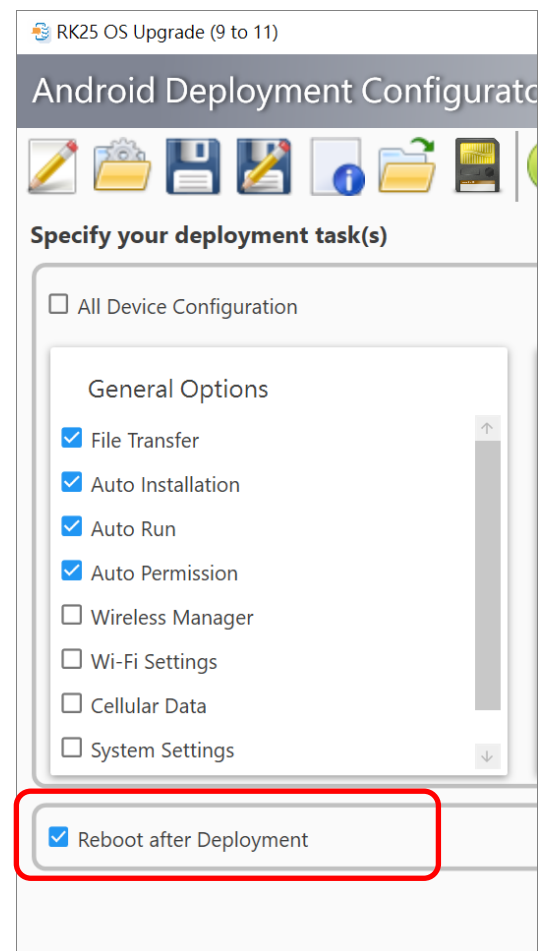 RK25 OS Upgrade (9 to 11)
Android Deployment Configurato
Specify your deployment task(s)
All Device Configuration
General Options
File Transfer
Auto Installation
Auto Run
Auto Permission
Wireless Manager
Wi-Fi Settings
Cellular Data
System Settings
Reboot after Deployment